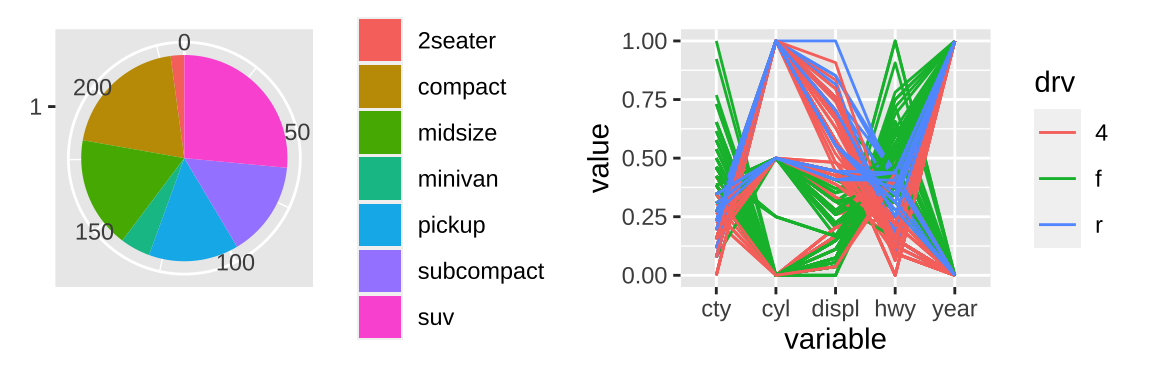 0
50
100
150
200
1
2seater
compact
midsize
minivan
pickup
subcompact
suv
1.00
0.75
0.50
0.25
0.00
value
cty cyl displ hwy year
variable
drv
4
f
r